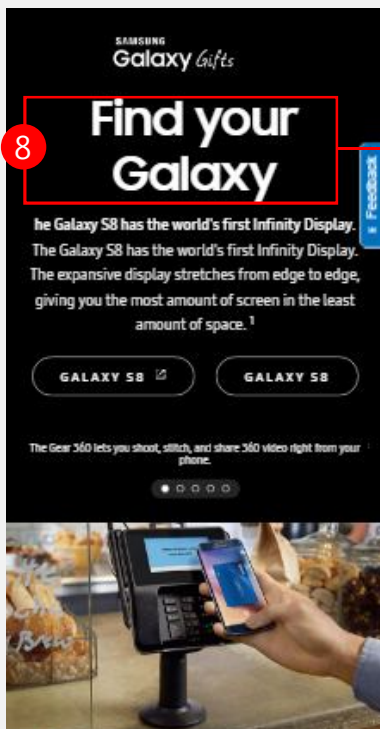 SAMSUNG
Galaxy Gifts
8
Find your
Galaxy
Feedback
he Galaxy S8 has the world's first Infinity Display.
The Galaxy S8 has the world's first Infinity Display.
The expansive display stretches from edge to edge,
giving you the most amount of screen in the least
amount of space. 1
GALAXY S8
GALAXY S8
The Gear 360 lets you shoot, stitch, and share 360 video right from your
phone.
Brew